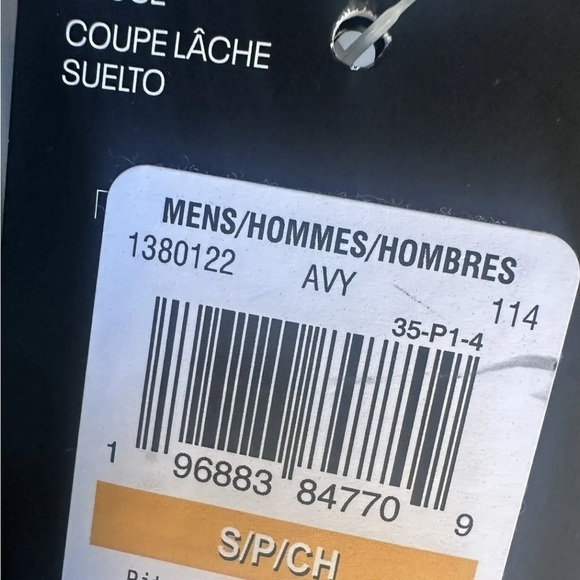 COUPE LÂCHE
SUELTO
MENS/HOMMES/HOMBRES
1380122 AVY 114
35-P1-4
1 96883 84770 9
S/P/CH